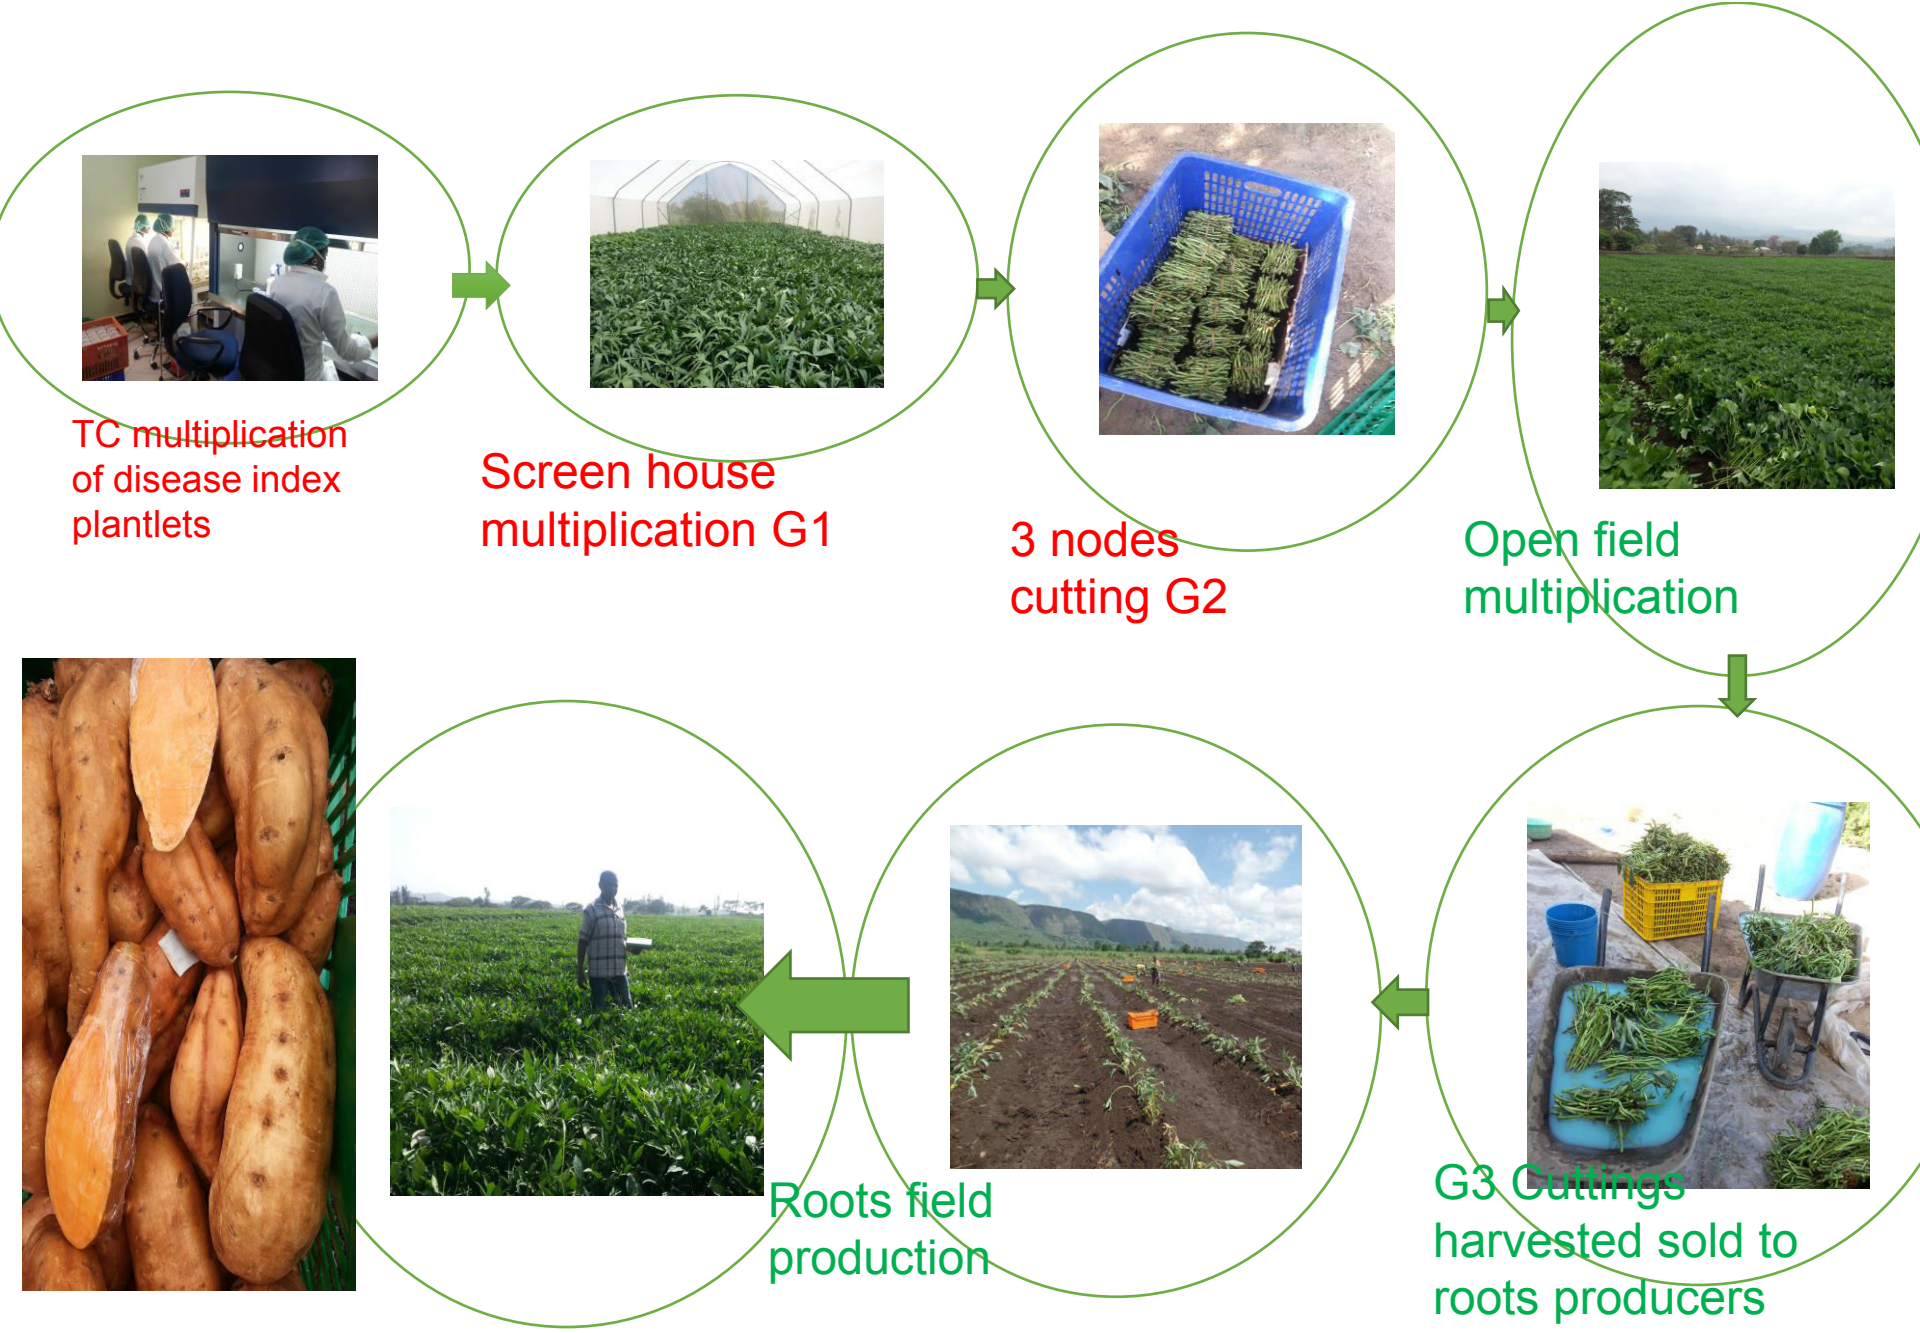 TC multiplication
of disease index
plantlets
Screen house
multiplication G1
3 nodes
cutting G2
Open field
multiplication
Roots field
production
G3 Cuttings
harvested sold to
roots producers